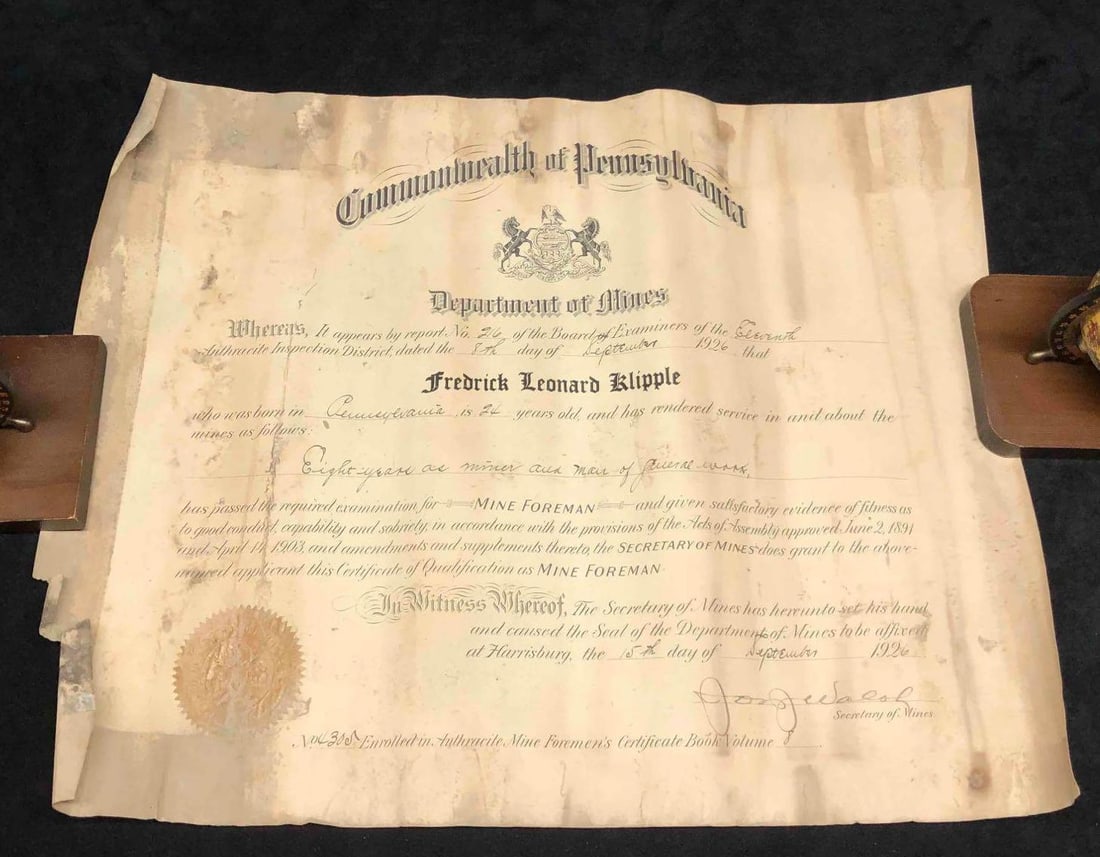 Commonwealth of Pennsylvania
Department of Mines
Whereas, It appears by report No. 26 of the Board of Examiners of the Eleventh
Anthracite Inspection District, dated the 8th day of September 1926 that
Fredrick Leonard Klipple
who was born in Pennsylvania, is 24 years old, and has rendered service in and about the
mines as follows:
Eight years as miner and man of general work,
has passed the required examination for MINE FOREMAN and given satisfactory evidence of fitness as
to good conduct, capability and sobriety, in accordance with the provisions of the Acts of Assembly approved June 2, 1891
and April 14, 1903, and amendments and supplements thereto, the SECRETARY OF MINES does grant to the above-
named applicant this Certificate of Qualification as MINE FOREMAN
In Witness Whereof, The Secretary of Mines has hereunto set his hand
and caused the Seal of the Department of Mines to be affixed
at Harrisburg, the 15th day of September 1926
Jos. J. Walsh
Secretary of Mines
No. 4305 Enrolled in Anthracite Mine Foremen's Certificate Book Volume